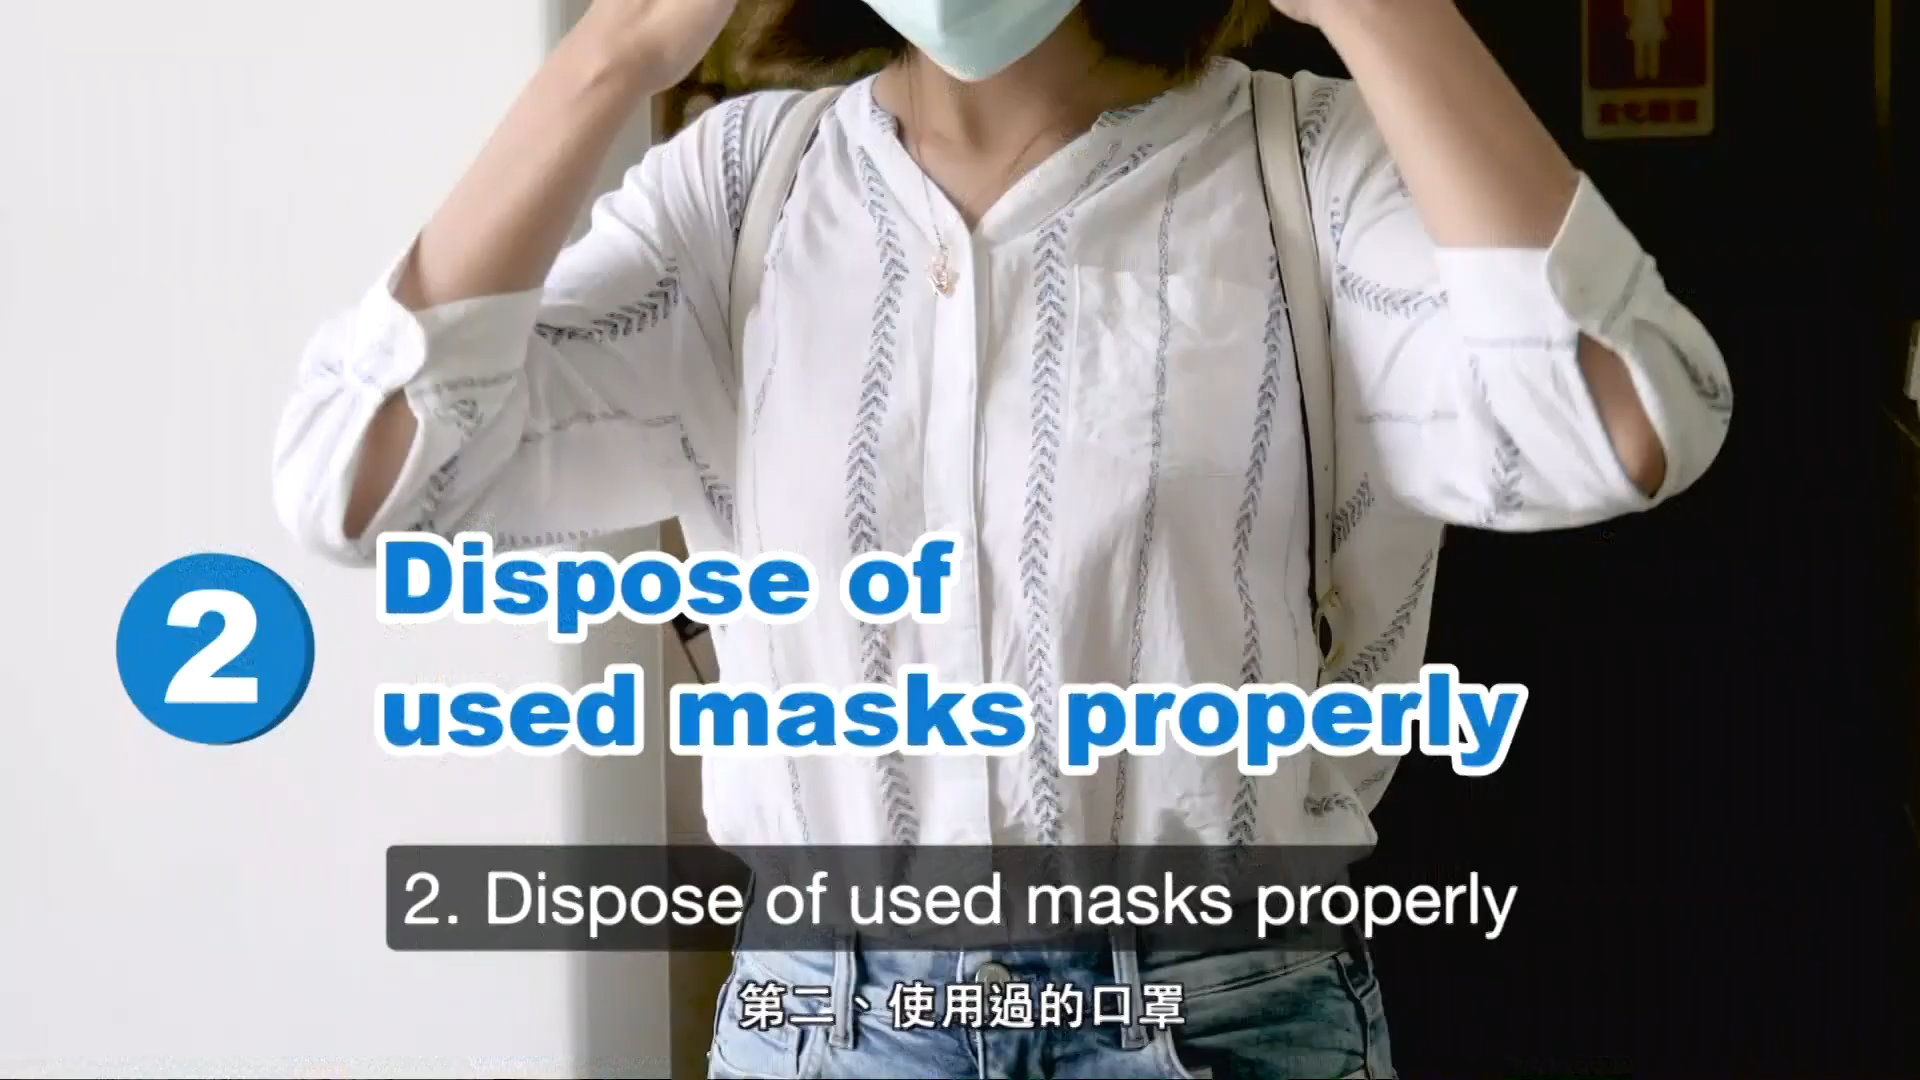 2
Dispose of
used masks properly
2. Dispose of used masks properly
第二、使用過的口罩